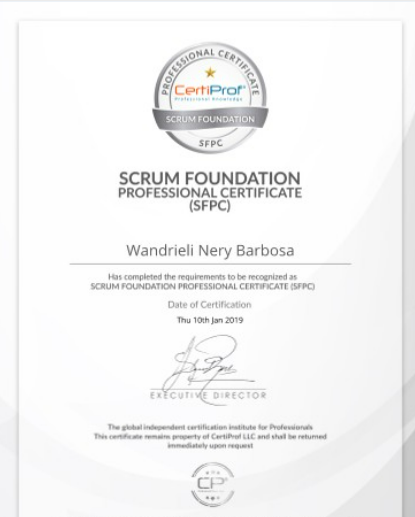 PROFESSIONAL CERTIFICATE
CertiProf®
Professional Knowledge
SCRUM FOUNDATION
SFPC
SCRUM FOUNDATION
PROFESSIONAL CERTIFICATE
(SFPC)
Wandrieli Nery Barbosa
Has completed the requirements to be recognized as
SCRUM FOUNDATION PROFESSIONAL CERTIFICATE (SFPC)
Date of Certification
Thu 10th Jan 2019
EXECUTIVE DIRECTOR
The global independent certification institute for Professionals
This certificate remains property of CertiProf LLC and shall be returned
immediately upon request
CP®